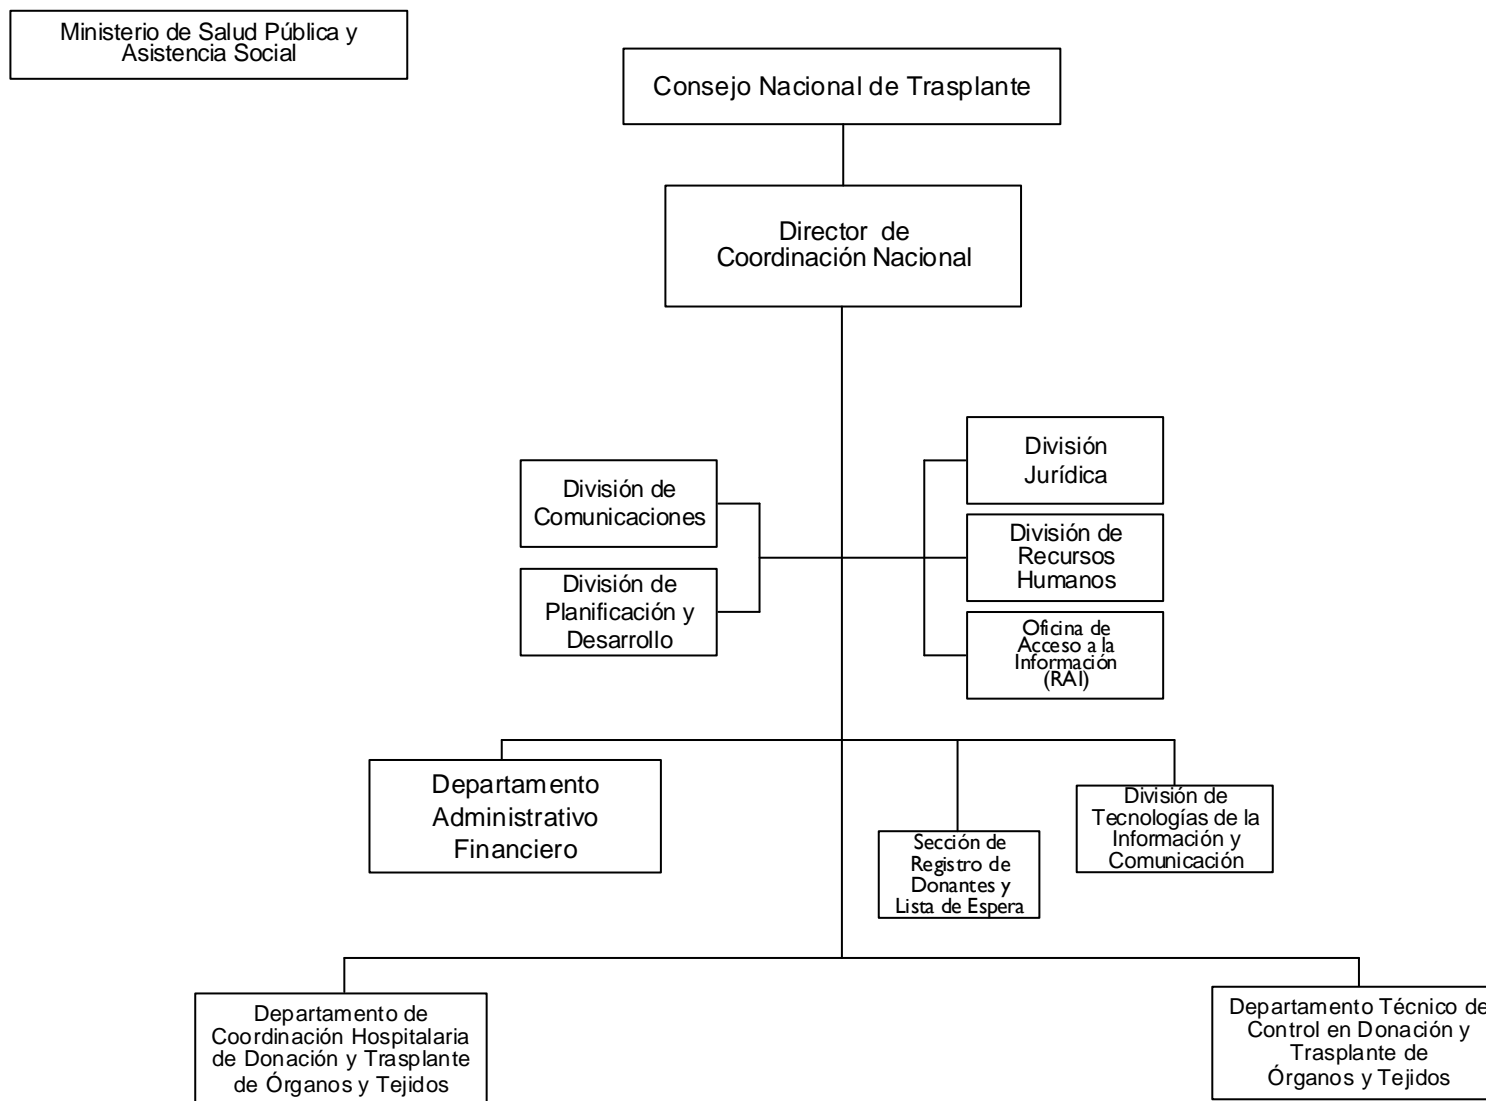 Ministerio de Salud Pública y
Asistencia Social
Consejo Nacional de Trasplante
Director de
Coordinación Nacional
División de
Comunicaciones
División de
Planificación y
Desarrollo
División
Jurídica
División de
Recursos
Humanos
Oficina de
Acceso a la
Información
(RAI)
Departamento
Administrativo
Financiero
Sección de
Registro de
Donantes y
Lista de Espera
División de
Tecnologías de la
Información y
Comunicación
Departamento de
Coordinación Hospitalaria
de Donación y Trasplante
de Órganos y Tejidos
Departamento Técnico de
Control en Donación y
Trasplante de
Órganos y Tejidos